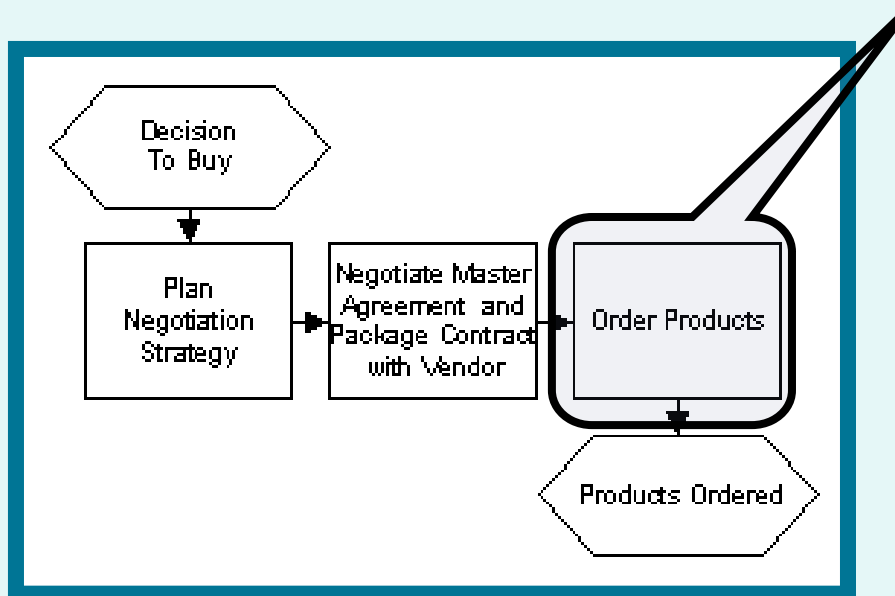 Decision
To Buy
Plan
Negotiation
Strategy
Negotiate Master
Agreement and
Package Contract
with Vendor
Order Products
Products Ordered